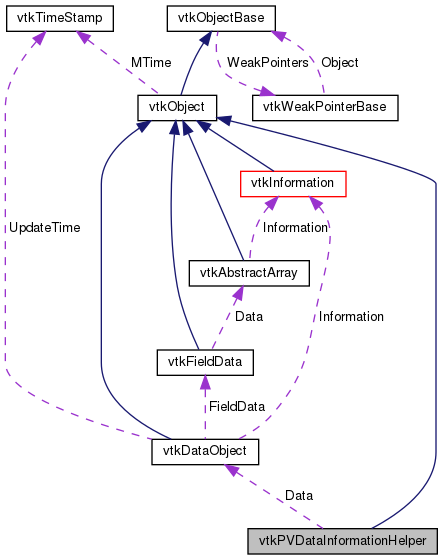 vtkTimeStamp
vtkObjectBase
MTime
WeakPointers
Object
vtkObject
vtkWeakPointerBase
vtkInformation
UpdateTime
Information
vtkAbstractArray
Data
Information
vtkFieldData
FieldData
vtkDataObject
Data
vtkPVDataInformationHelper